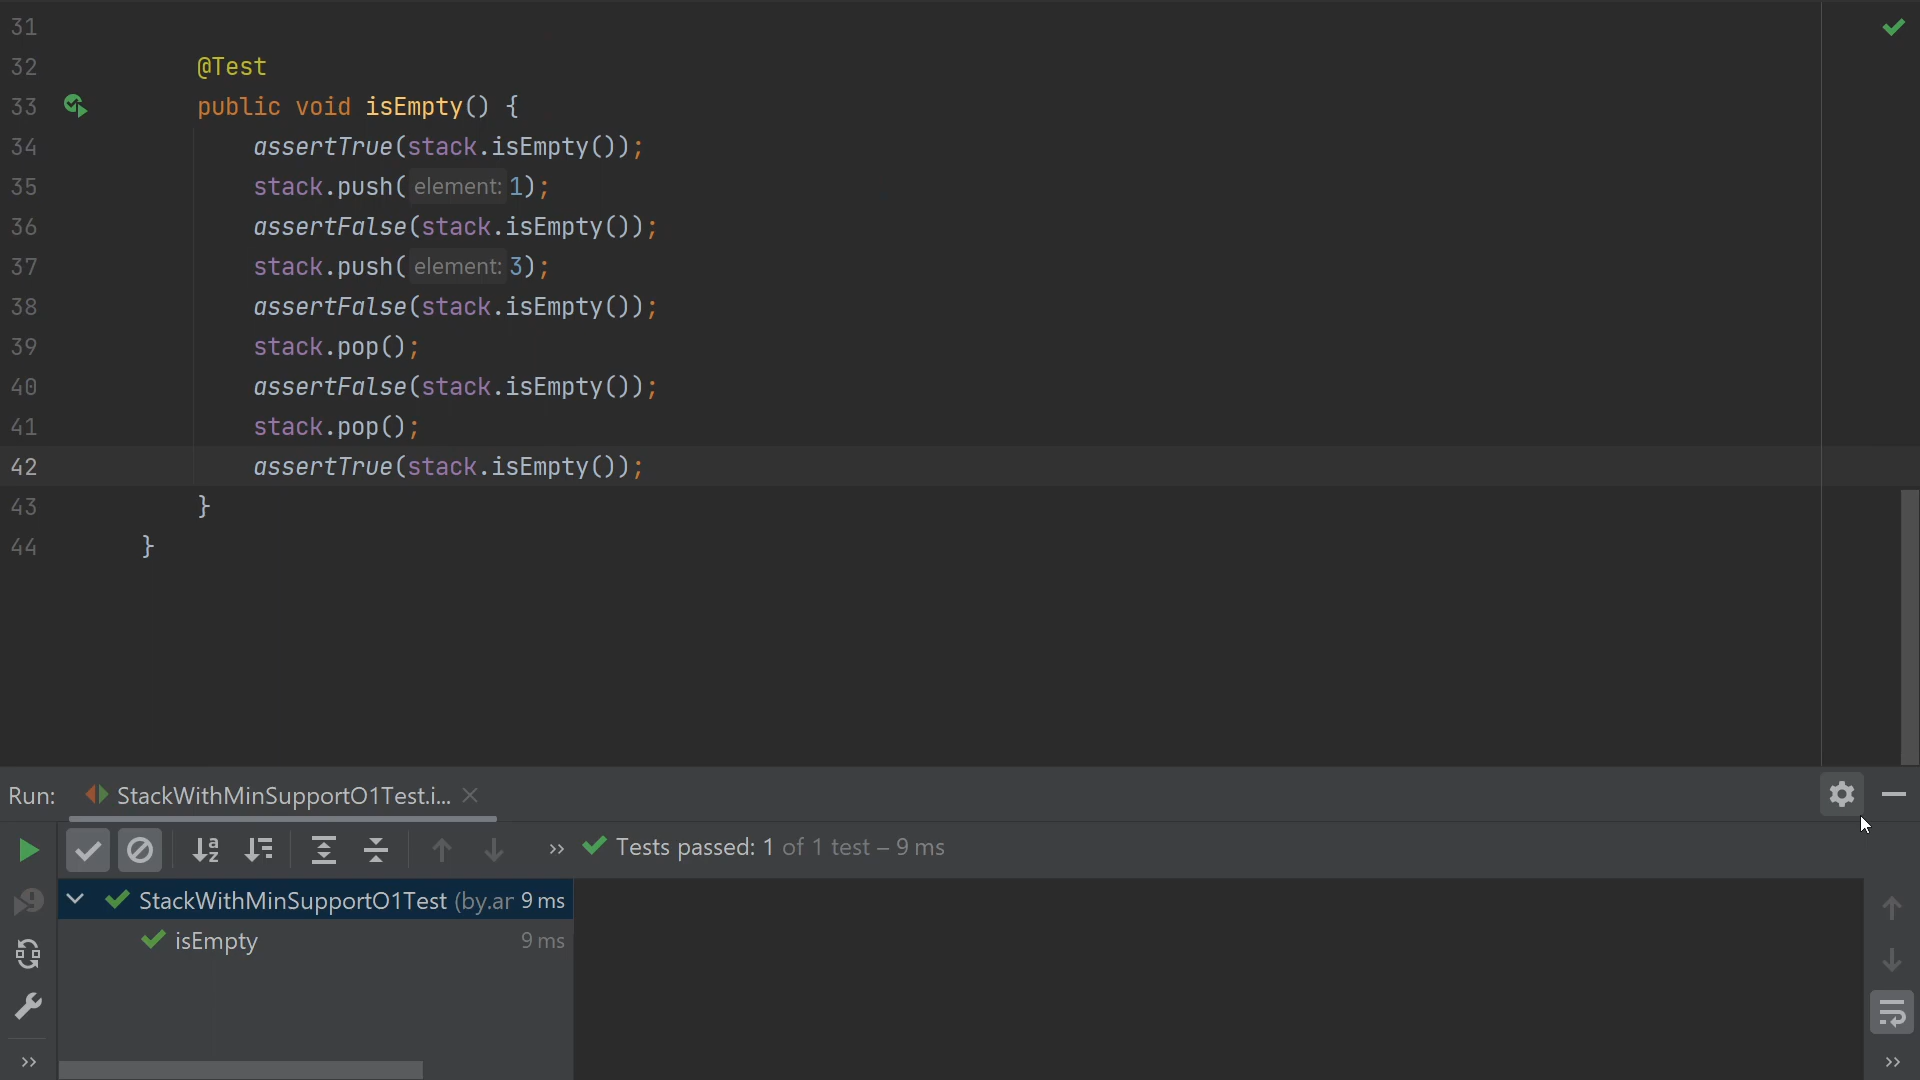 31
32 @Test
33 public void isEmpty() {
34 assertTrue(stack.isEmpty());
35 stack.push( element: 1);
36 assertFalse(stack.isEmpty());
37 stack.push( element: 3);
38 assertFalse(stack.isEmpty());
39 stack.pop();
40 assertFalse(stack.isEmpty());
41 stack.pop();
42 assertTrue(stack.isEmpty());
43 }
44 }
Run: StackWithMinSupportO1Test.i...
Tests passed: 1 of 1 test – 9 ms
StackWithMinSupportO1Test (by.ar 9 ms
isEmpty 9 ms